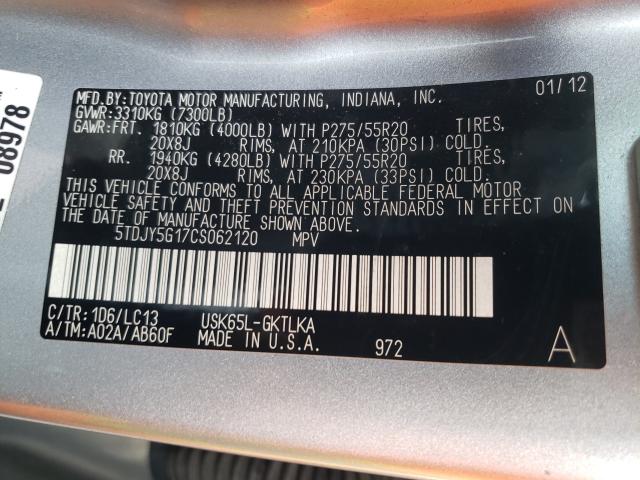 MFD.BY:TOYOTA MOTOR MANUFACTURING, INDIANA, INC. 01/12
GVWR:3310KG (7300LB)
GAWR:FRT. 1810KG (4000LB) WITH P275/55R20 TIRES,
20X8J RIMS, AT 210KPA (30PSI) COLD.
RR. 1940KG (4280LB) WITH P275/55R20 TIRES,
20X8J RIMS, AT 230KPA (33PSI) COLD.
THIS VEHICLE CONFORMS TO ALL APPLICABLE FEDERAL MOTOR
VEHICLE SAFETY AND THEFT PREVENTION STANDARDS IN EFFECT
ON THE DATE OF MANUFACTURE SHOWN ABOVE.
5TDJY5G17CS062120 MPV
C/TR:1D6/LC13 USK65L-GKTLKA
A/TM:A02A/AB60F MADE IN U.S.A. 972 A
08978